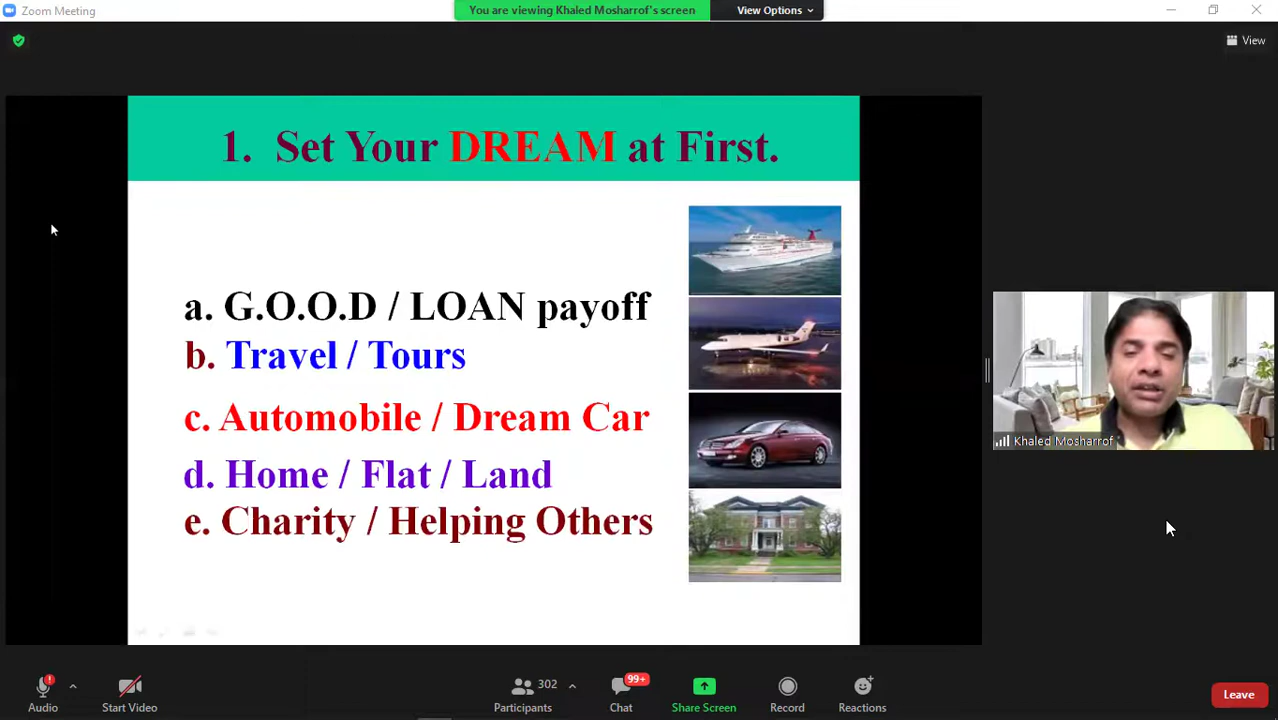 Zoom Meeting
You are viewing Khaled Mosharrof's screen
View Options
View
1. Set Your DREAM at First.
a. G.O.O.D / LOAN payoff
b. Travel / Tours
c. Automobile / Dream Car
d. Home / Flat / Land
e. Charity / Helping Others
Khaled Mosharrof
302
99+
Audio
Start Video
Participants
Chat
Share Screen
Record
Reactions
Leave